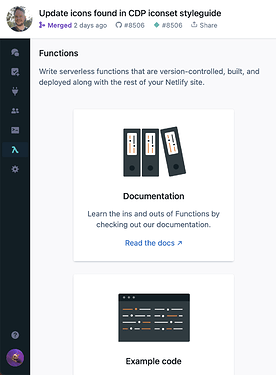 Update icons found in CDP iconset styleguide
Merged 2 days ago #8506 #8506 Share
Functions
Write serverless functions that are version-controlled, built, and
deployed along with the rest of your Netlify site.
Documentation
Learn the ins and outs of Functions by
checking out our documentation.
Read the docs ↗
Example code